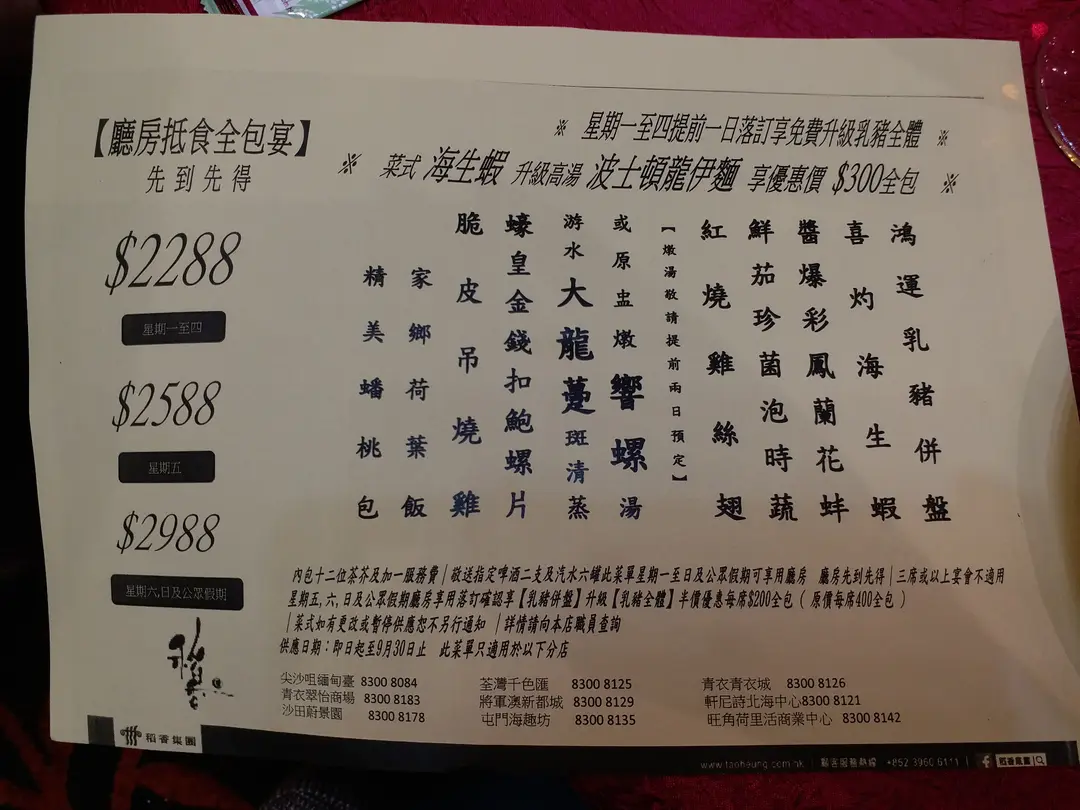 【廳房抵食全包宴】
先到先得
※ 星期一至四提前一日落訂享免費升級乳豬全體 ※
※ 菜式 海生蝦 升級高湯 波士頓龍伊麵 享優惠價 $300全包 ※
$2288
星期一至四
$2588
星期五
$2988
星期六,日及公眾假期
鴻運乳豬併盤
喜灼海生蝦
醬爆彩鳳蘭花蚌
鮮茄珍菌泡時蔬
紅燒雞絲翅
【燉湯敬請提前兩日預定】
或原盅燉響螺湯
游水大龍躉斑清蒸
蠔皇金錢扣鮑螺片
脆皮吊燒雞
家鄉荷葉飯
精美蟠桃包
內包十二位茶芥及加一服務費｜敬送指定啤酒二支及汽水六罐此菜單星期一至日及公眾假期可享用廳房 廳房先到先得｜三席或以上宴會不適用
星期五,六,日及公眾假期廳房享用落訂確認享【乳豬併盤】升級【乳豬全體】半價優惠每席$200全包 ( 原價每席400全包 )
｜菜式如有更改或暫停供應恕不另行通知 ｜詳情請向本店職員查詢
供應日期：即日起至9月30日止 此菜單只適用於以下分店
尖沙咀緬甸臺 8300 8084 荃灣千色匯 8300 8125 青衣青衣城 8300 8126
青衣翠怡商場 8300 8183 將軍澳新都城 8300 8129 軒尼詩北海中心8300 8121
沙田蔚景園 8300 8178 屯門海趣坊 8300 8135 旺角荷里活商業中心 8300 8142
稻香集團
www.taoheung.com.hk ｜ 顧客服務熱線 +852 3960 6111 ｜ f 稻香集團